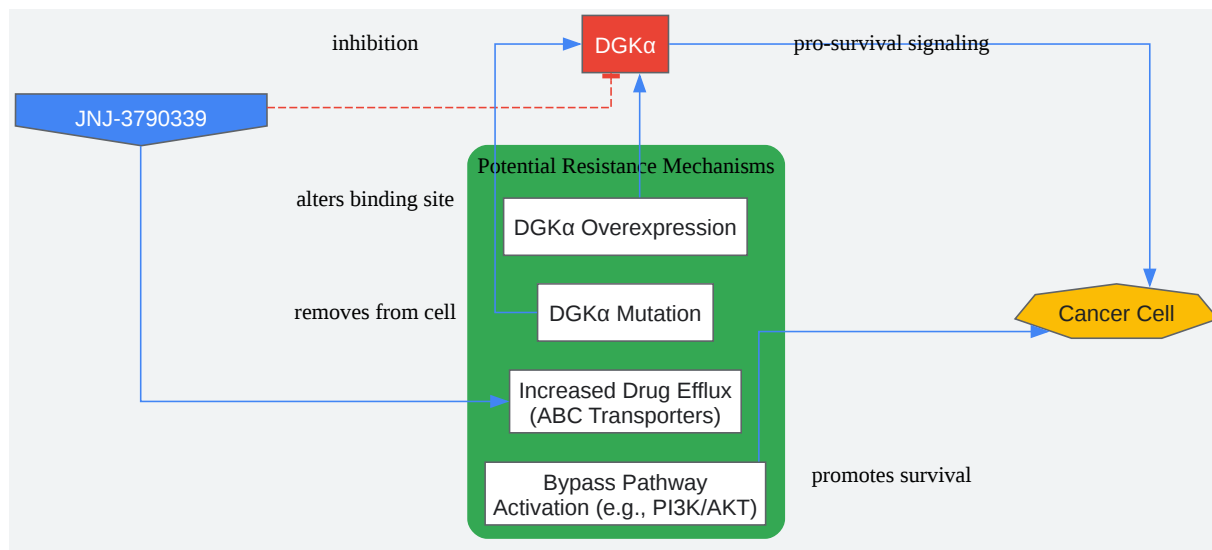 inhibition
DGKα
pro-survival signaling
JNJ-3790339
Potential Resistance Mechanisms
alters binding site
DGKα Overexpression
removes from cell
DGKα Mutation
Cancer Cell
Increased Drug Efflux
(ABC Transporters)
Bypass Pathway
Activation (e.g., PI3K/AKT)
promotes survival